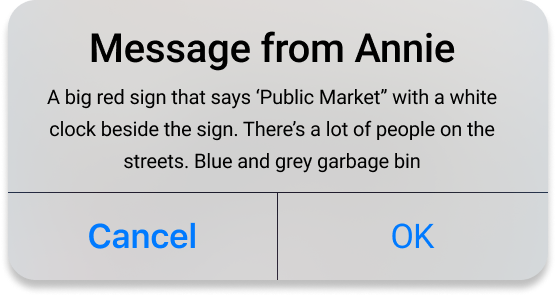 Message from Annie
A big red sign that says ‘Public Market” with a white
clock beside the sign. There’s a lot of people on the
streets. Blue and grey garbage bin
Cancel
OK